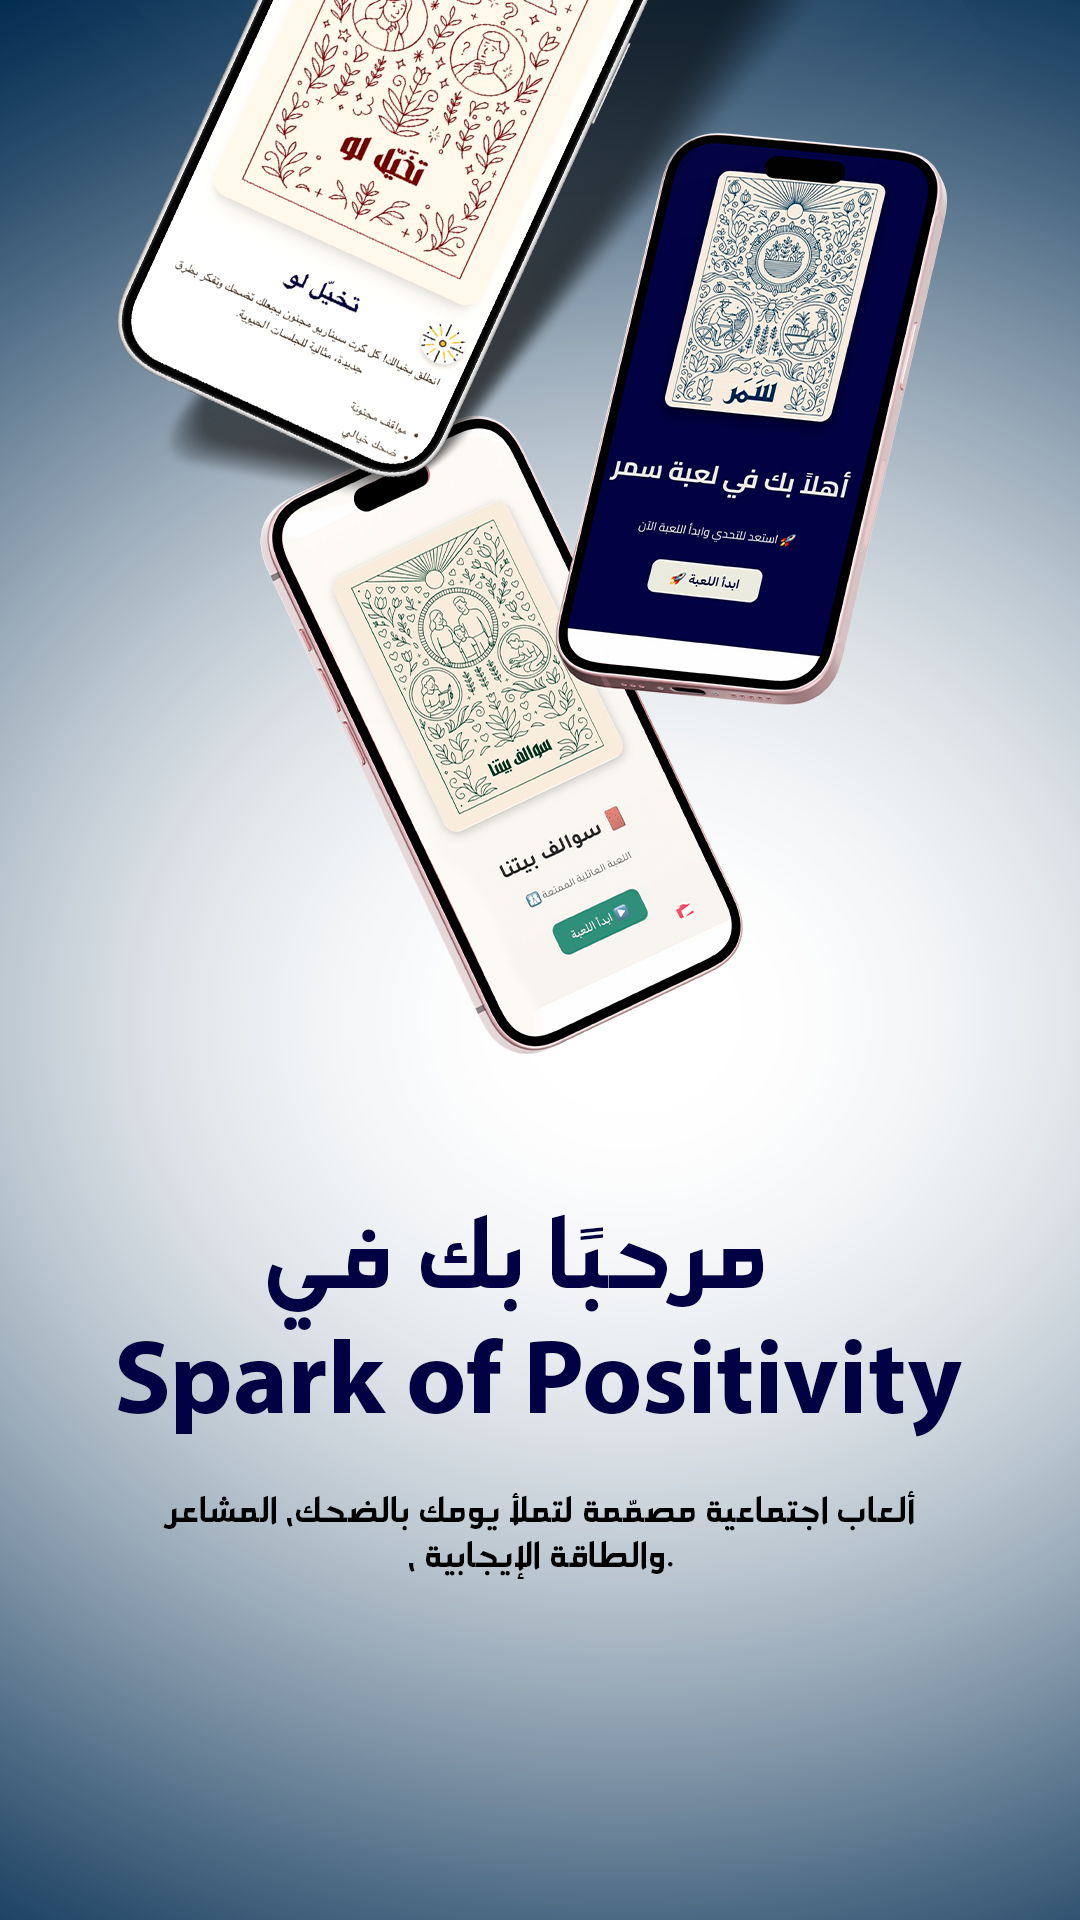 تخَيّل لو
تخيّل لو
انطلق بخيالك! كل كرت سيناريو مجنون يجعلك تضحك وتفكر بطرق
جديدة، مثالية للجلسات الحيوية.
• مواقف مجنونة
• ضحك خيالي
سَمَر
أهلاً بك في لعبة سمر
🚀 استعد للتحدي وابدأ اللعبة الآن
ابدأ اللعبة 🚀
سوالف بيتنا
سوالف بيتنا
اللعبة العائلية الممتعة
ابدأ اللعبة
مرحبًا بك في
Spark of Positivity
ألعاب اجتماعية مصمّمة لتملأ يومك بالضحك, المشاعر
.والطاقة الإيجابية ,